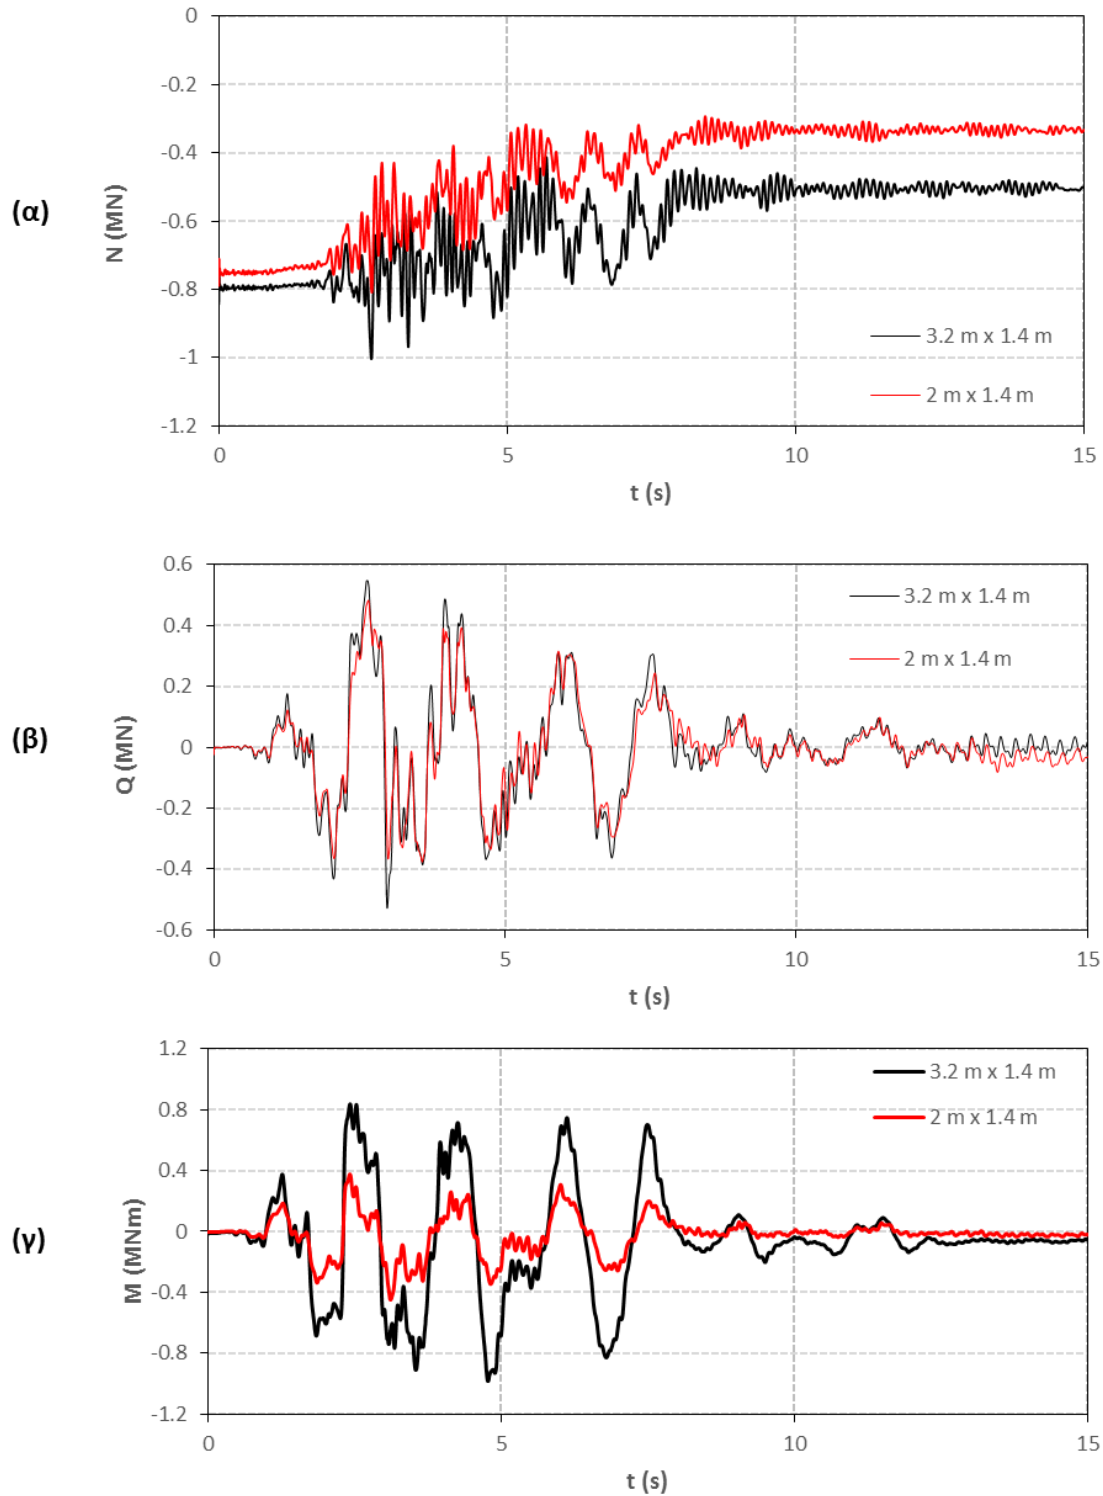 0
-0.2
-0.4
-0.6
-0.8
-1
-1.2
(α)
N (MN)
3.2 m x 1.4 m
2 m x 1.4 m
0 5 10 15
t (s)
0.6
0.4
0.2
0
-0.2
-0.4
-0.6
(β)
Q (MN)
3.2 m x 1.4 m
2 m x 1.4 m
0 5 10 15
t (s)
1.2
0.8
0.4
0
-0.4
-0.8
-1.2
(γ)
M (MNm)
3.2 m x 1.4 m
2 m x 1.4 m
0 5 10 15
t (s)